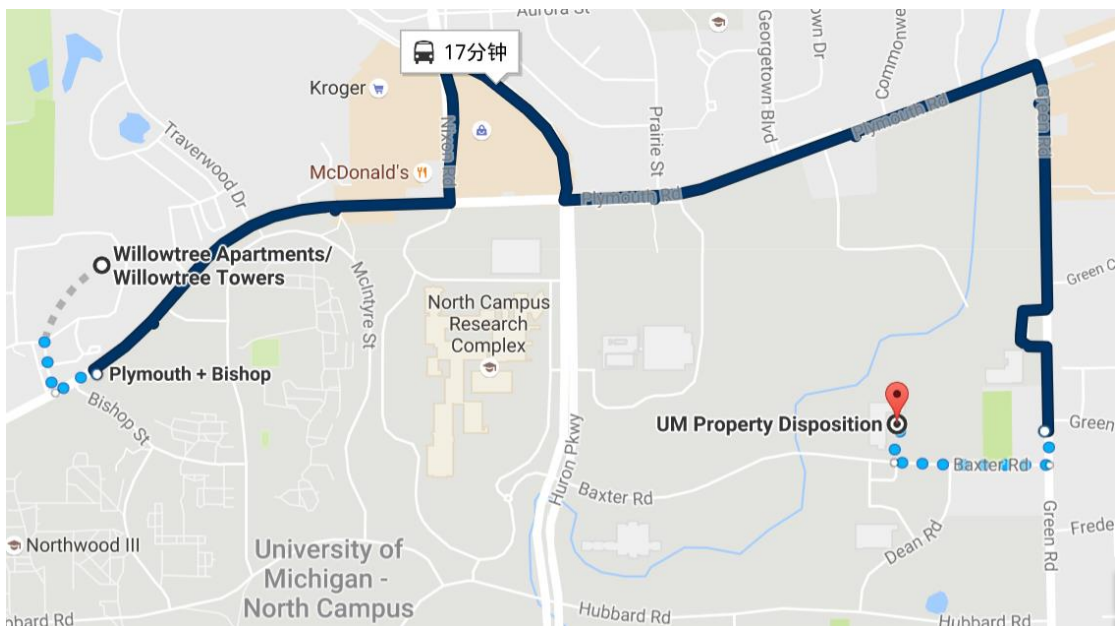 Aurora St
17分钟
Kroger
Nixon Rd
Georgetown Blvd
own Dr
Commonwe
Prairie St
Plymouth Rd
Green Rd
Traverwood Dr
McDonald's
Plymouth Rd
Willowtree Apartments/
Willowtree Towers
McIntyre St
Green C
North Campus
Research
Complex
Plymouth + Bishop
Bishop St
UM Property Disposition
Green
Huron Pkwy
Baxter Rd
Baxter Rd
Green Rd
Northwood III
University of
Michigan -
North Campus
Dean Rd
Frede
bbard Rd
Hubbard Rd
Hubbard Rd